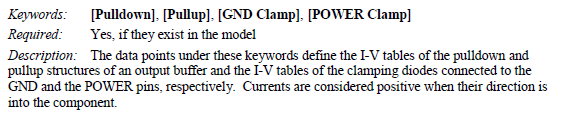 Keywords: [Pulldown], [Pullup], [GND Clamp], [POWER Clamp]
Required: Yes, if they exist in the model
Description: The data points under these keywords define the I-V tables of the pulldown and
pullup structures of an output buffer and the I-V tables of the clamping diodes connected to the
GND and the POWER pins, respectively. Currents are considered positive when their direction is
into the component.